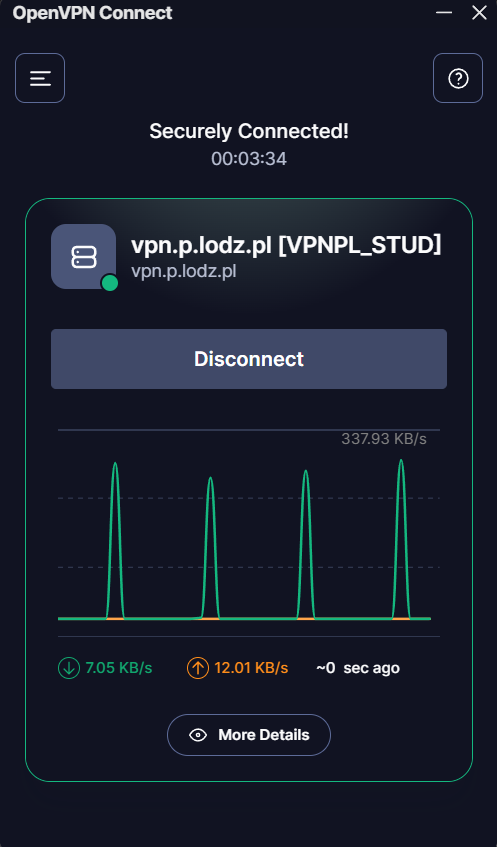 OpenVPN Connect
Securely Connected!
00:03:34
vpn.p.lodz.pl [VPNPL_STUD]
vpn.p.lodz.pl
Disconnect
337.93 KB/s
7.05 KB/s 12.01 KB/s ~0 sec ago
More Details